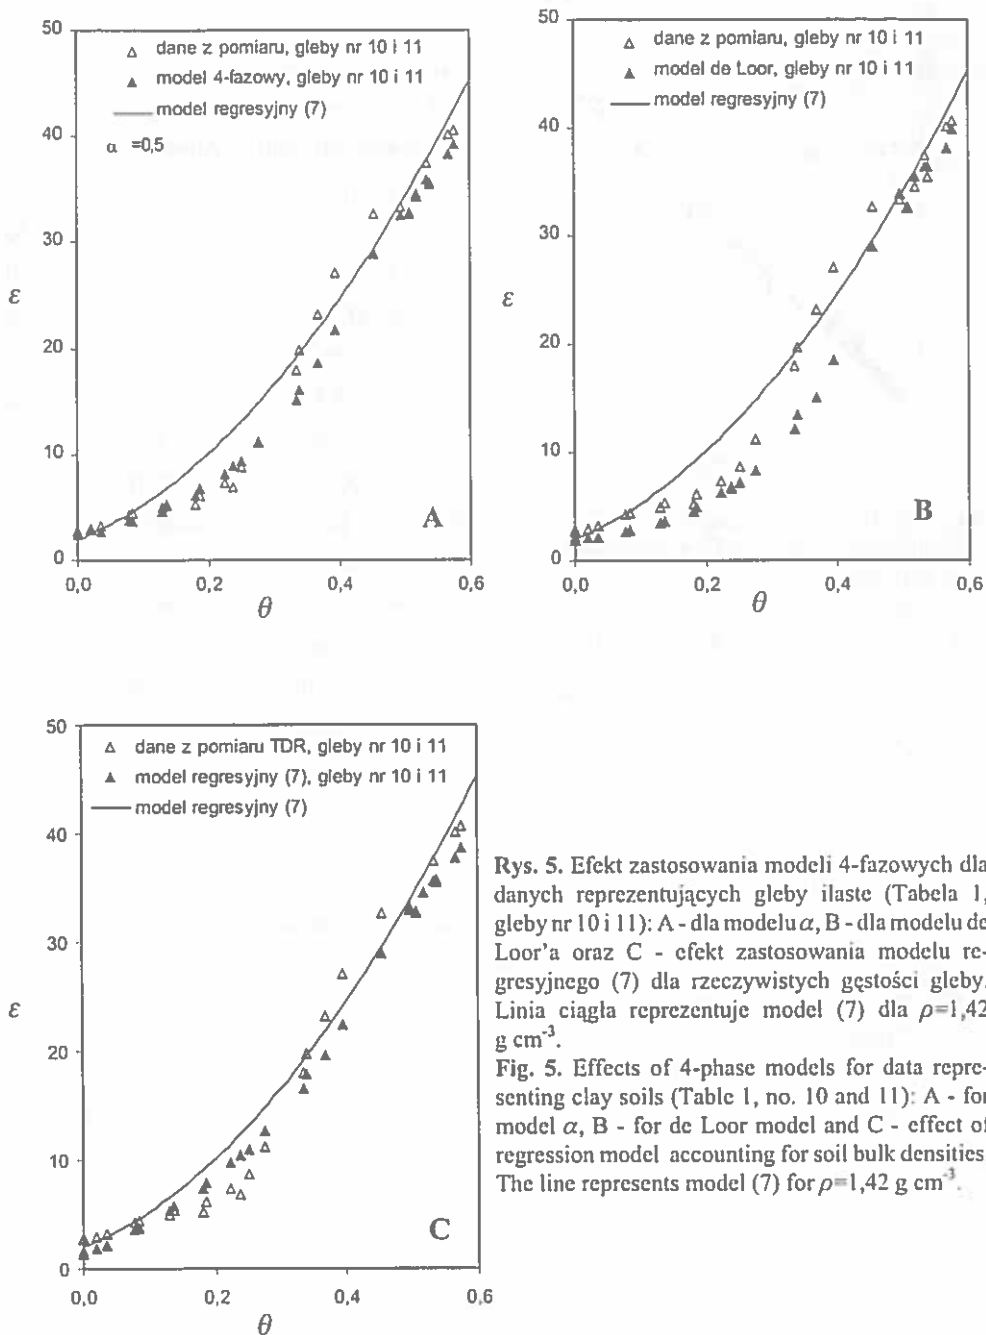 50
40
30
20
10
0
ε
△ dane z pomiaru, gleby nr 10 i 11
▲ model 4-fazowy, gleby nr 10 i 11
model regresyjny (7)
α =0,5
A
0,0 0,2 0,4 0,6
θ
50
40
30
20
10
0
ε
△ dane z pomiaru, gleby nr 10 i 11
▲ model de Loor, gleby nr 10 i 11
model regresyjny (7)
B
0,0 0,2 0,4 0,6
θ
50
40
30
20
10
0
ε
△ dane z pomiaru TDR, gleby nr 10 i 11
▲ model regresyjny (7), gleby nr 10 i 11
model regresyjny (7)
C
0,0 0,2 0,4 0,6
θ
Rys. 5. Efekt zastosowania modeli 4-fazowych dla
danych reprezentujących gleby ilaste (Tabela 1,
gleby nr 10 i 11): A - dla modelu α, B - dla modelu de
Loor'a oraz C - efekt zastosowania modelu re-
gresyjnego (7) dla rzeczywistych gęstości gleby.
Linia ciągła reprezentuje model (7) dla ρ=1,42
g cm⁻³.
Fig. 5. Effects of 4-phase models for data repre-
senting clay soils (Table 1, no. 10 and 11): A - for
model α, B - for de Loor model and C - effect of
regression model accounting for soil bulk densities.
The line represents model (7) for ρ=1,42 g cm⁻³.